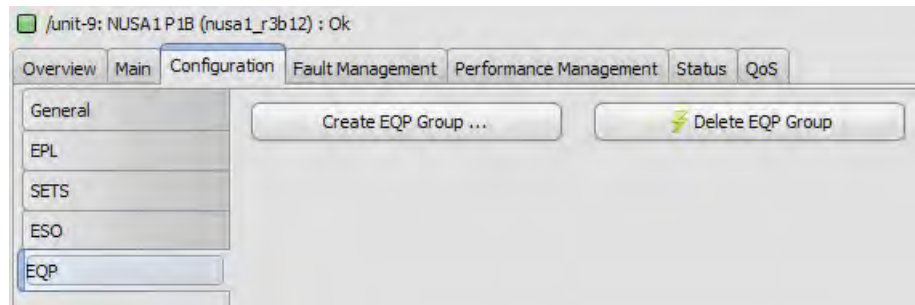 /unit-9: NUSA1 P1B (nusa1_r3b12) : Ok
Overview Main Configuration Fault Management Performance Management Status QoS
General
Create EQP Group ... Delete EQP Group
EPL
SETS
ESO
EQP